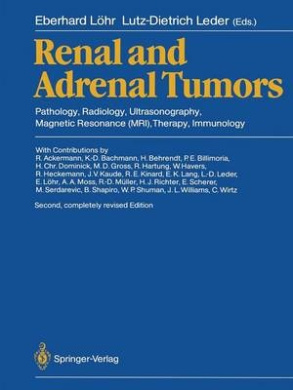 Eberhard Löhr Lutz-Dietrich Leder (Eds.)
Renal and
Adrenal Tumors
Pathology, Radiology, Ultrasonography,
Magnetic Resonance (MRI), Therapy, Immunology
With Contributions by
R. Ackermann, K.-D. Bachmann, H. Behrendt, P. E. Billimoria,
H. Chr. Dominick, M. D. Gross, R. Hartung, W. Havers,
R. Heckemann, J. V. Kaude, R. E. Kinard, E. K. Lang, L.-D. Leder,
E. Löhr, A. A. Moss, R.-D. Müller, H. J. Richter, E. Scherer,
M. Serdarevic, B. Shapiro, W. P. Shuman, J. L. Williams, C. Wirtz
Second, completely revised Edition
Springer-Verlag